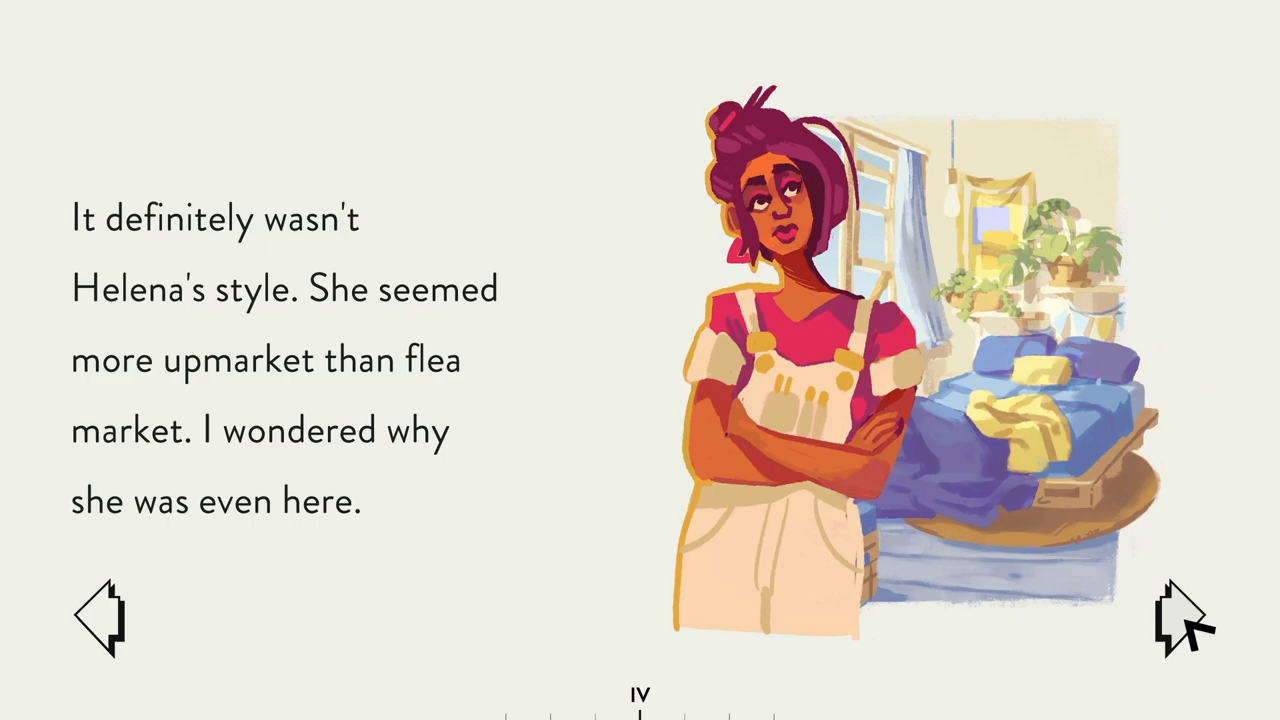 It definitely wasn't
Helena's style. She seemed
more upmarket than flea
market. I wondered why
she was even here.
IV